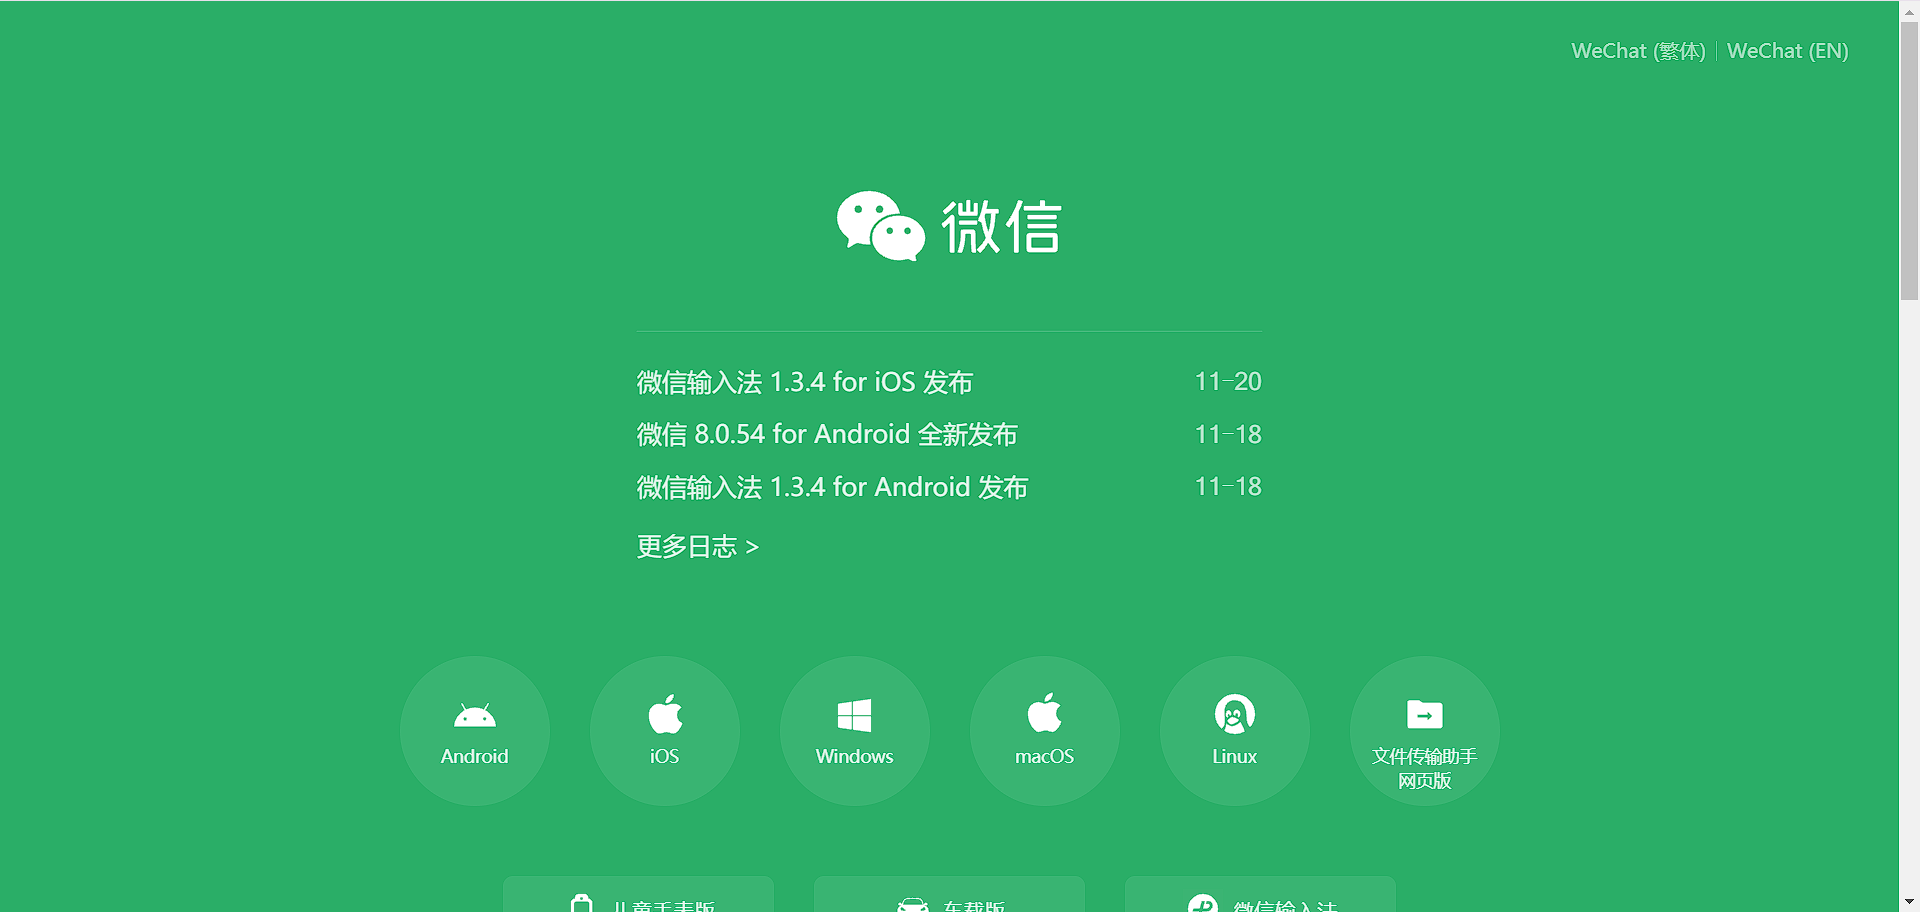 WeChat (繁体) | WeChat (EN)
微信
微信输入法 1.3.4 for iOS 发布 11-20
微信 8.0.54 for Android 全新发布 11-18
微信输入法 1.3.4 for Android 发布 11-18
更多日志 >
Android
iOS
Windows
macOS
Linux
文件传输助手
网页版
儿童手表版
车载版
微信输入法